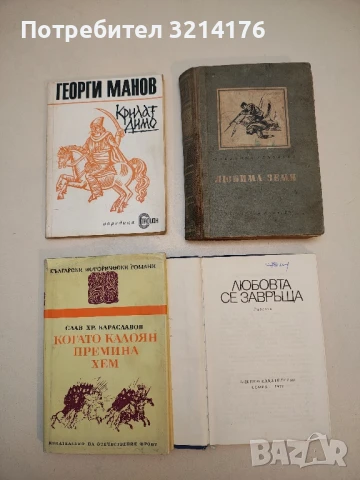 Потребител 3214176
ГЕОРГИ МАНОВ
Крилат
Димо
ЛЮБИМА ЗЕМЯ
БЪЛГАРСКИ ИСТОРИЧЕСКИ РОМАНИ
СЛАВ ХР. КАРАСЛАВОВ
КОГАТО КАЛОЯН
ПРЕМИНА
ХЕМ
ИЗДАТЕЛСТВО НА ОТЕЧЕСТВЕНИЯ ФРОНТ
ЛЮБОВТА
СЕ ЗАВРЪЩА
BAZAR